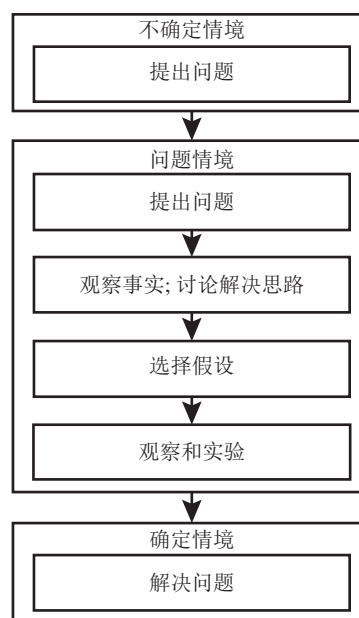 不确定情境
提出问题
问题情境
提出问题
观察事实; 讨论解决思路
选择假设
观察和实验
确定情境
解决问题